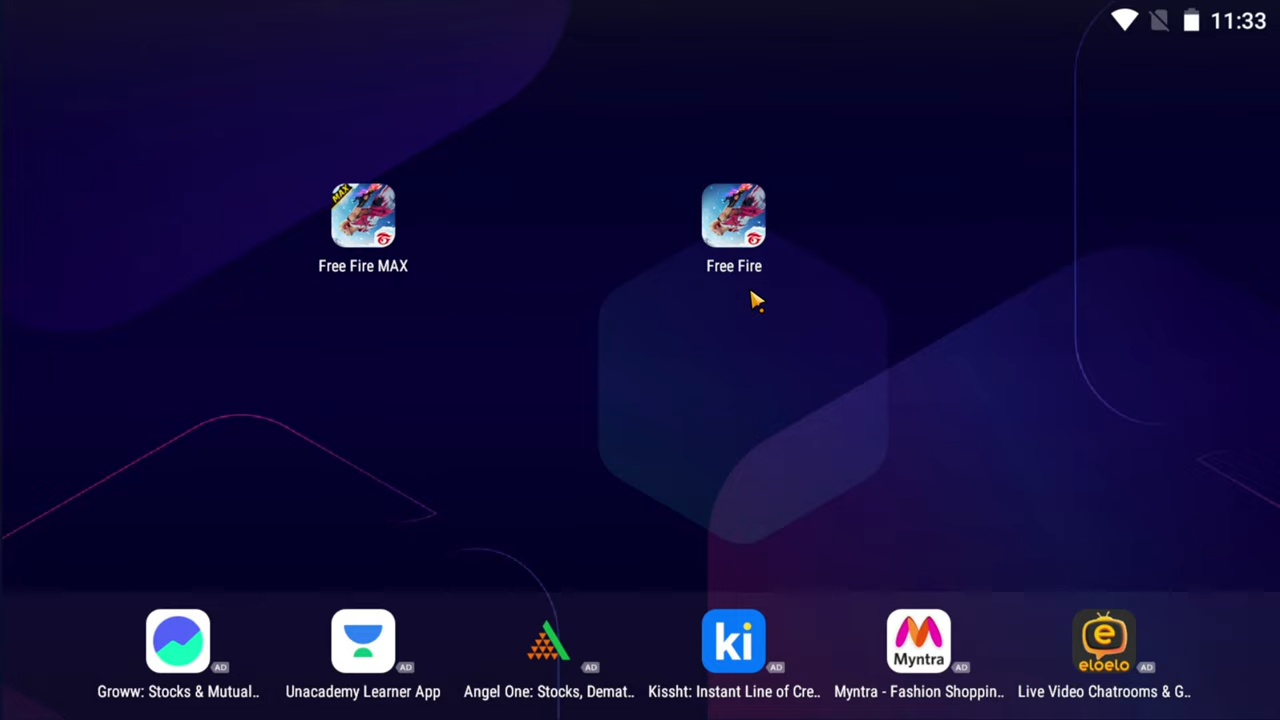 11:33
MAX
Free Fire MAX
Free Fire
AD
AD
AD
ki
AD
Myntra
AD
e
eloelo
AD
Groww: Stocks & Mutual..
Unacademy Learner App
Angel One: Stocks, Demat..
Kissht: Instant Line of Cre..
Myntra - Fashion Shoppin..
Live Video Chatrooms & G..